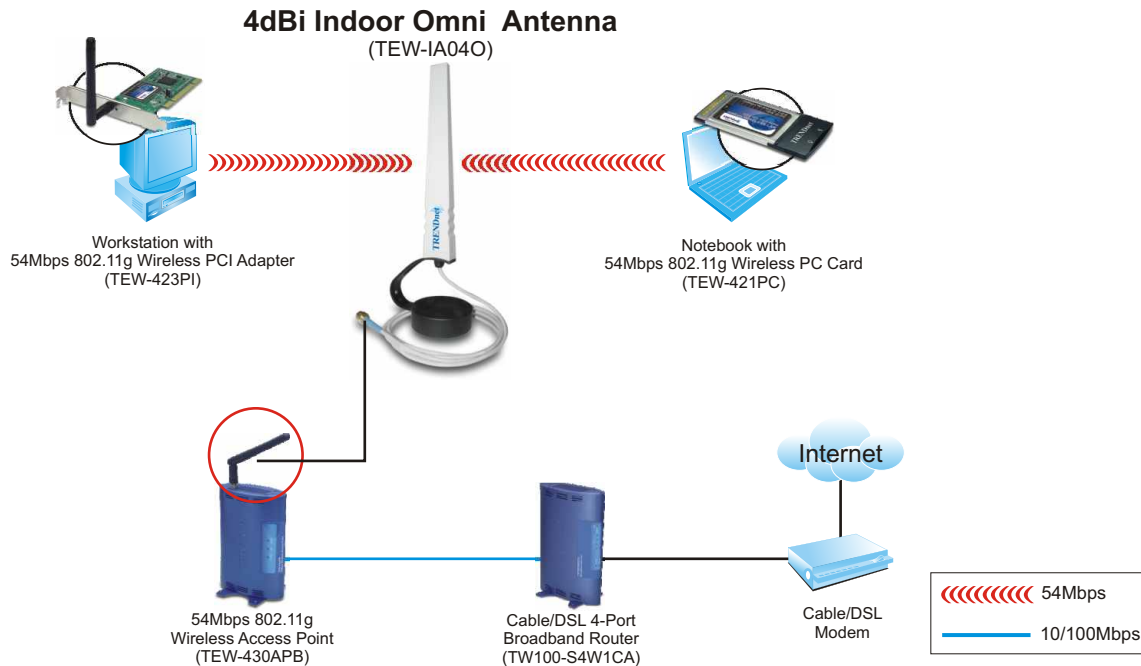 4dBi Indoor Omni Antenna
(TEW-IA04O)
Workstation with
54Mbps 802.11g Wireless PCI Adapter
(TEW-423PI)
TRENDnet
TRENDnet
Notebook with
54Mbps 802.11g Wireless PC Card
(TEW-421PC)
Internet
54Mbps 802.11g
Wireless Access Point
(TEW-430APB)
Cable/DSL 4-Port
Broadband Router
(TW100-S4W1CA)
Cable/DSL
Modem
54Mbps
10/100Mbps